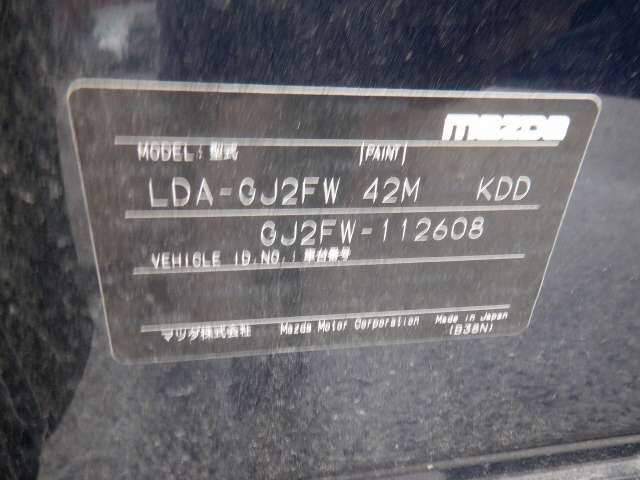 mazda
MODEL / 型式 |PAINT|
LDA-GJ2FW 42M KDD
GJ2FW-112608
VEHICLE ID.NO. / 車台番号
マツダ株式会社 Mazda Motor Corporation Made in Japan
(B38N)